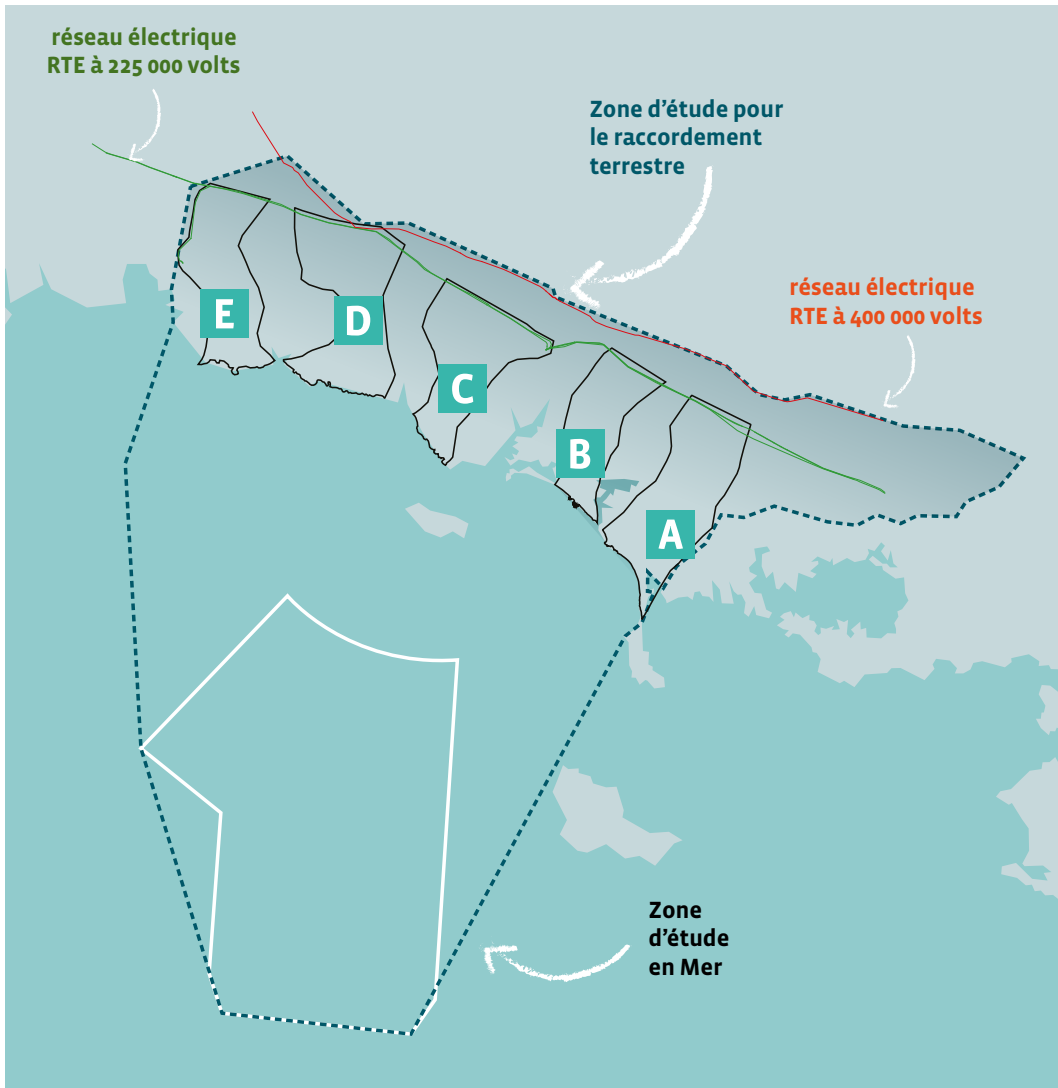 réseau électrique
RTE à 225 000 volts
Zone d'étude pour
le raccordement
terrestre
réseau électrique
RTE à 400 000 volts
E
D
C
B
A
Zone
d'étude
en Mer